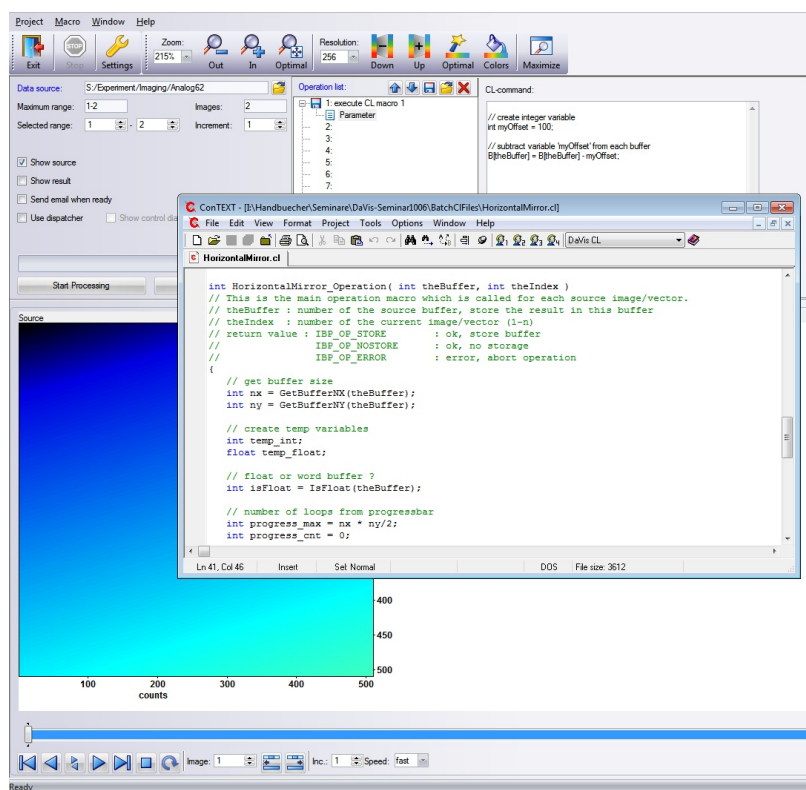 Project Macro Window Help
Zoom:
215%
Resolution:
256
Exit Stop Settings Out In Optimal Down Up Optimal Colors Maximize
Data source: S:/Experiment/Imaging/Analog62
Maximum range: 1-2 Images: 2
Selected range: 1 - 2 Increment: 1
Show source
Show result
Send email when ready
Use dispatcher Show control dia
Start Processing
Operation list:
1: execute CL macro 1
Parameter
2:
3:
4:
5:
6:
7:
CL-command:
// create integer variable
int myOffset = 100;
// subtract variable 'myOffset' from each buffer
B[theBuffer] = B[theBuffer] - myOffset;
ConTEXT - [I:\Handbuecher\Seminare\DaVis-Seminar1006\BatchClFiles\HorizontalMirror.cl]
File Edit View Format Project Tools Options Window Help
DaVis CL
HorizontalMirror.cl
int HorizontalMirror_Operation( int theBuffer, int theIndex )
// This is the main operation macro which is called for each source image/vector.
// theBuffer : number of the source buffer, store the result in this buffer
// theIndex : number of the current image/vector (1-n)
// return value : IBP_OP_STORE : ok, store buffer
// IBP_OP_NOSTORE : ok, no storage
// IBP_OP_ERROR : error, abort operation
{
// get buffer size
int nx = GetBufferNX(theBuffer);
int ny = GetBufferNY(theBuffer);
// create temp variables
int temp_int;
float temp_float;
// float or word buffer ?
int isFloat = IsFloat(theBuffer);
// number of loops from progressbar
int progress_max = nx * ny/2;
int progress_cnt = 0;
Ln 41, Col 46 Insert Sel: Normal DOS File size: 3612
Source
400
450
500
100 200 300 400 500
counts
Image: 1 Inc.: 1 Speed: fast
Ready